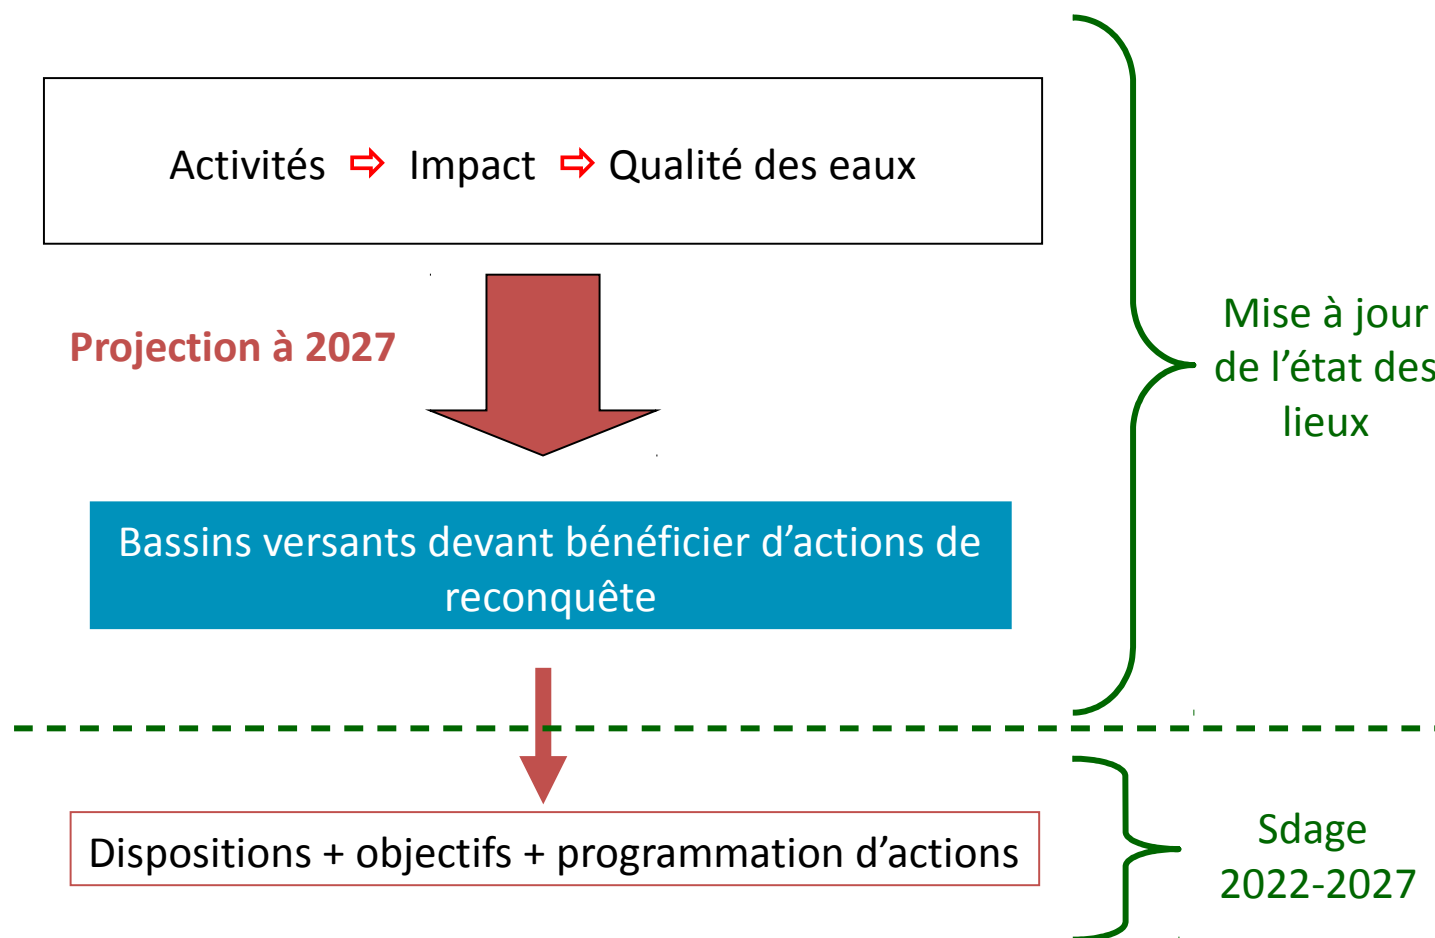 Activités ⇨ Impact ⇨ Qualité des eaux
Projection à 2027
Mise à jour
de l’état des
lieux
Bassins versants devant bénéficier d’actions de
reconquête
Dispositions + objectifs + programmation d’actions
Sdage
2022-2027